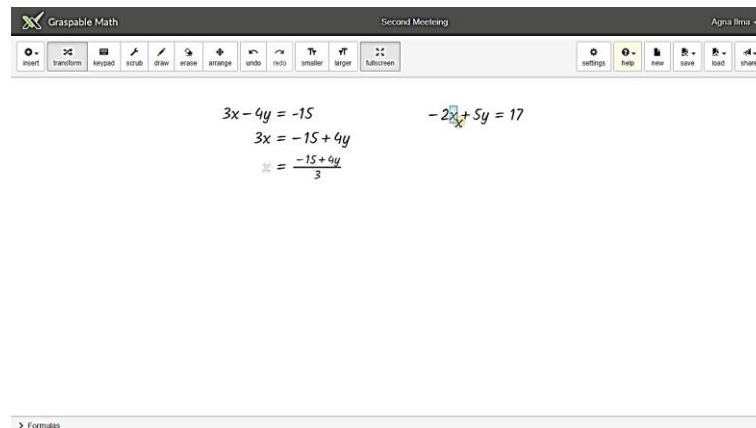 Graspable Math Second Meeteing Agna Ilma
insert transform keypad scrub draw erase arrange undo redo smaller larger fullscreen settings help new save load share
3x − 4y = -15
3x = − 15 + 4y
x = −15 + 4y / 3
− 2x + 5y = 17
x
Formulas